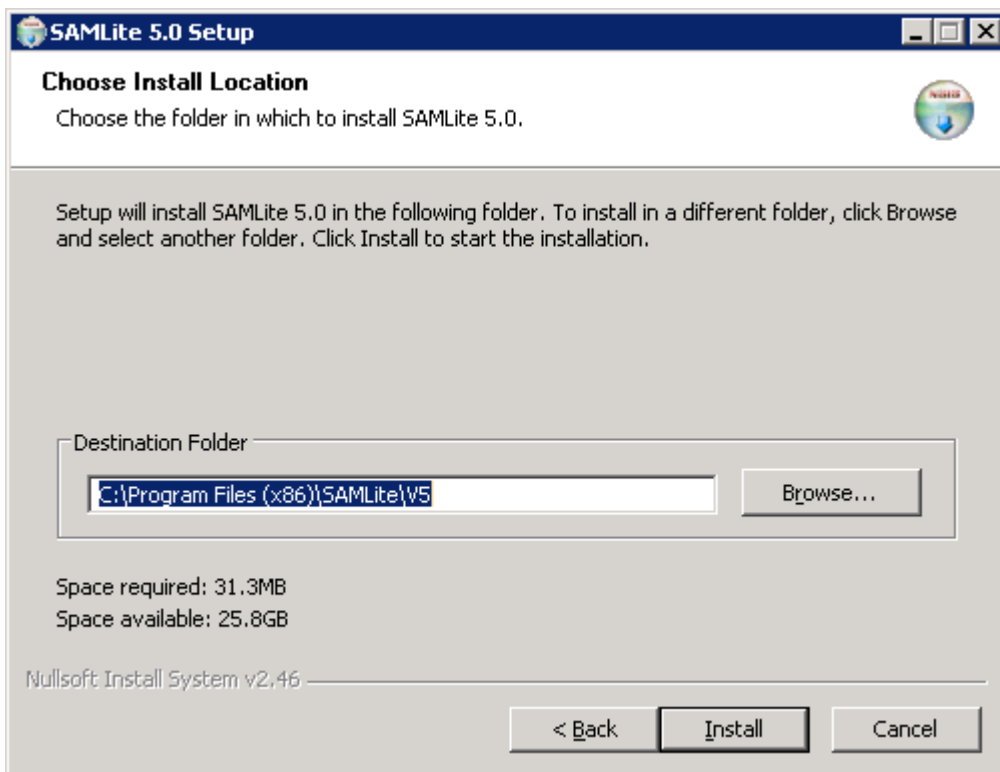 SAMLite 5.0 Setup
Choose Install Location
Choose the folder in which to install SAMLite 5.0.
Setup will install SAMLite 5.0 in the following folder. To install in a different folder, click Browse
and select another folder. Click Install to start the installation.
Destination Folder
C:\Program Files (x86)\SAMLite\V5
Browse...
Space required: 31.3MB
Space available: 25.8GB
Nullsoft Install System v2.46
< Back
Install
Cancel